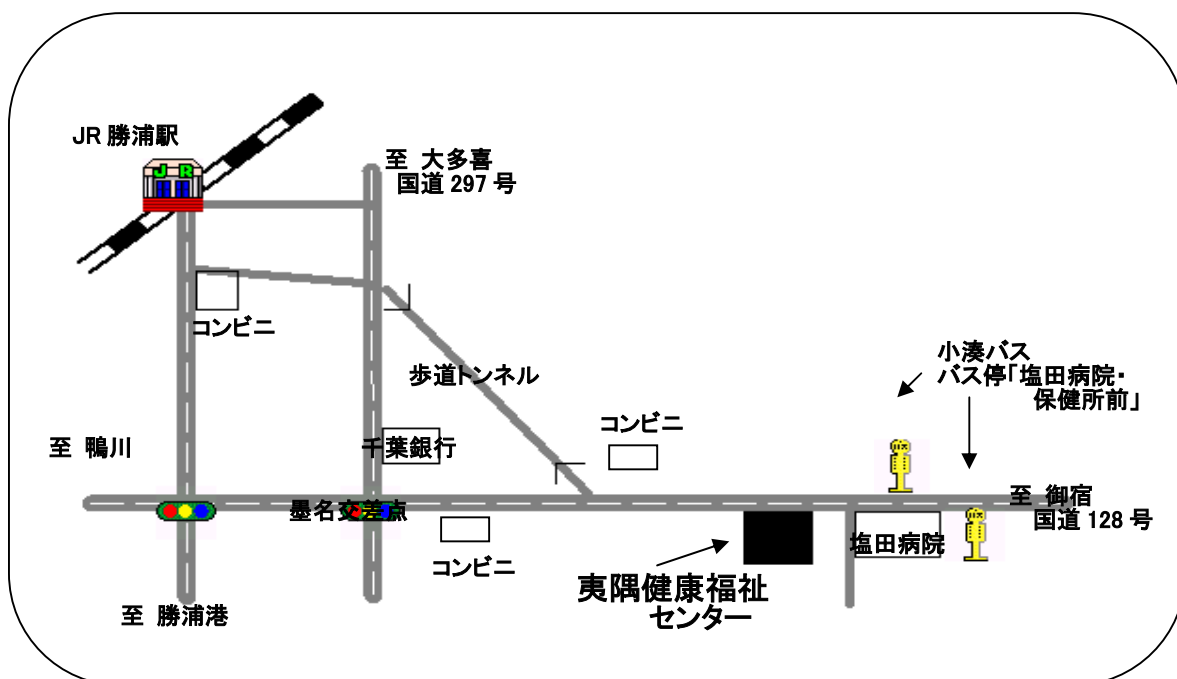 JR 勝浦駅
JR
至 大多喜
国道 297 号
コンビニ
歩道トンネル
小湊バス
バス停「塩田病院・
保健所前」
コンビニ
至 鴨川
千葉銀行
至 御宿
国道 128 号
墨名交差点
コンビニ
塩田病院
夷隅健康福祉
センター
至 勝浦港